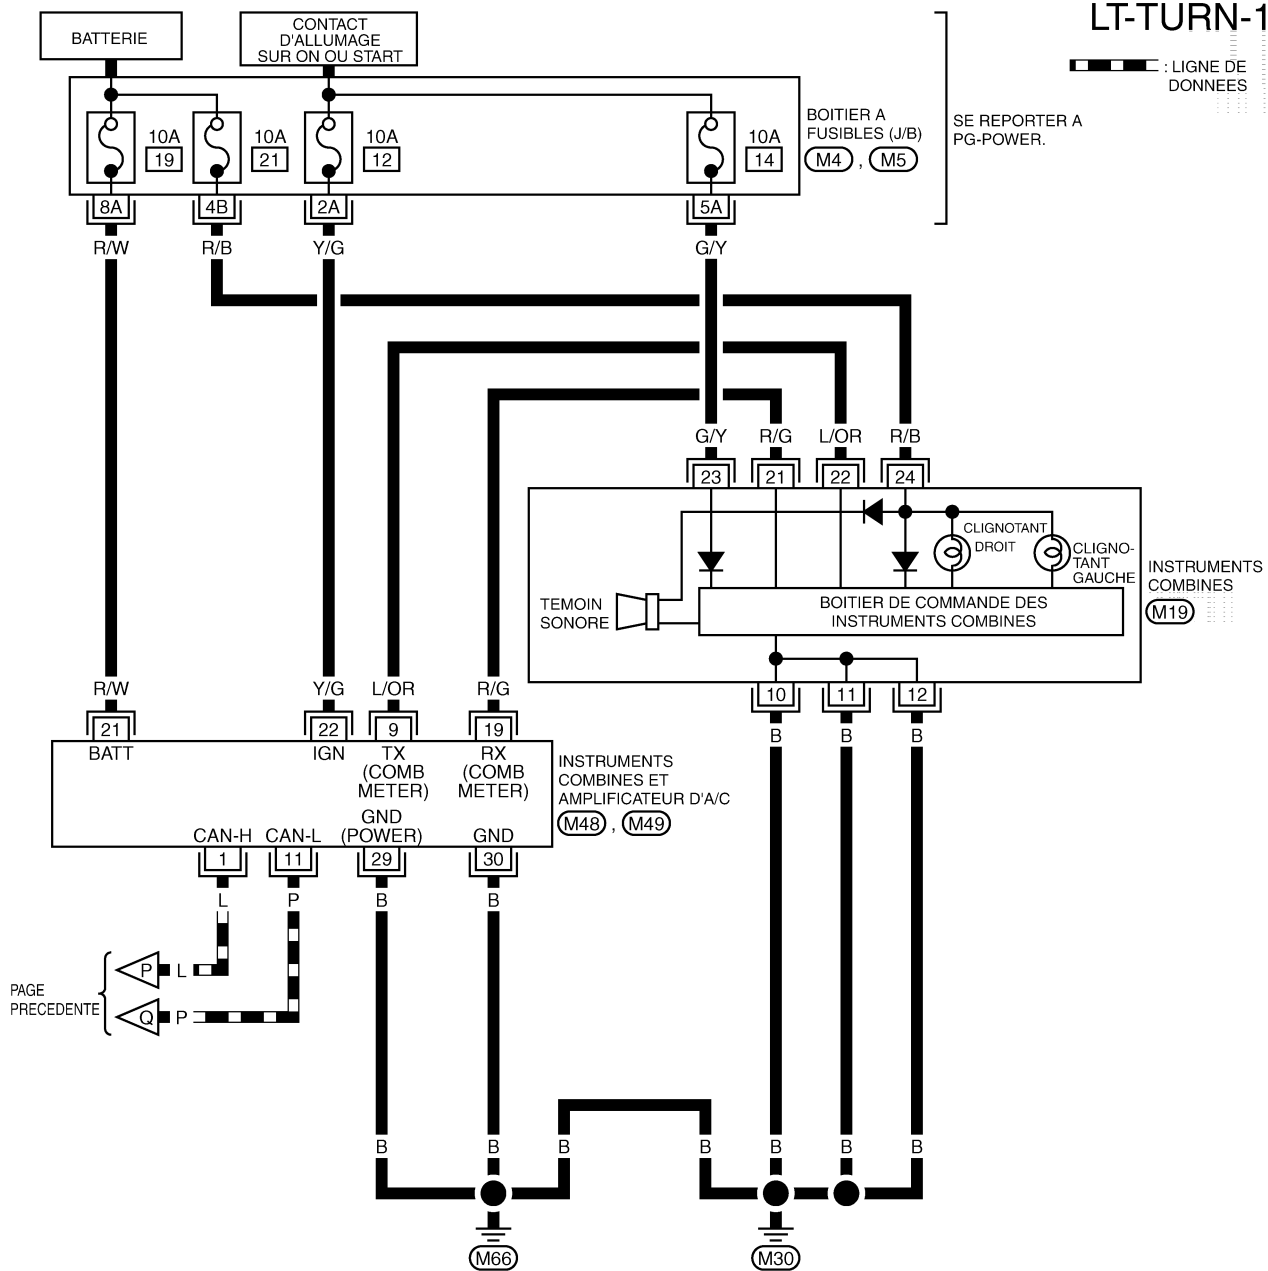 LT-TURN-1
BATTERIE
CONTACT
D'ALLUMAGE
SUR ON OU START
: LIGNE DE
DONNEES
10A
19
10A
21
10A
12
10A
14
BOITIER A
FUSIBLES (J/B)
M4 , M5
SE REPORTER A
PG-POWER.
8A
4B
2A
5A
R/W
R/B
Y/G
G/Y
G/Y
R/G
L/OR
R/B
23
21
22
24
CLIGNOTANT
DROIT
CLIGNO-
TANT
GAUCHE
TEMOIN
SONORE
BOITIER DE COMMANDE DES
INSTRUMENTS COMBINES
INSTRUMENTS
COMBINES
M19
10
11
12
B
B
B
R/W
Y/G
L/OR
R/G
21
22
9
19
BATT
IGN
TX
(COMB
METER)
RX
(COMB
METER)
INSTRUMENTS
COMBINES ET
AMPLIFICATEUR D'A/C
M48 , M49
CAN-H
CAN-L
GND
(POWER)
GND
1
11
29
30
L
P
B
B
PAGE
PRECEDENTE
P
L
Q
P
B
B
B
B
B
B
B
M66
M30